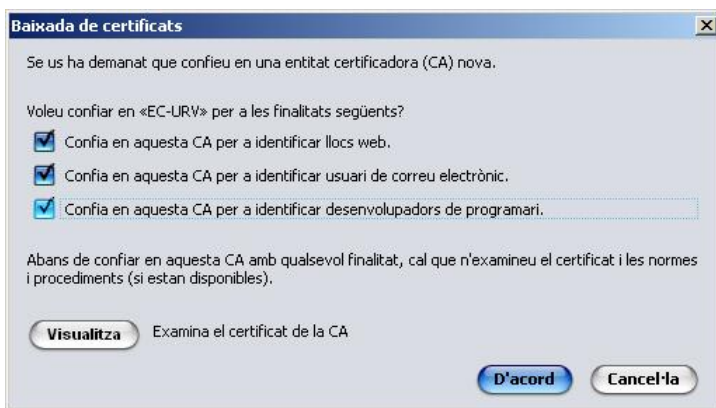 Baixada de certificats
Se us ha demanat que confieu en una entitat certificadora (CA) nova.
Voleu confiar en «EC-URV» per a les finalitats següents?
Confia en aquesta CA per a identificar llocs web.
Confia en aquesta CA per a identificar usuari de correu electrònic.
Confia en aquesta CA per a identificar desenvolupadors de programari.
Abans de confiar en aquesta CA amb qualsevol finalitat, cal que n'examineu el certificat i les normes
i procediments (si estan disponibles).
Visualitza Examina el certificat de la CA
D'acord Cancel·la